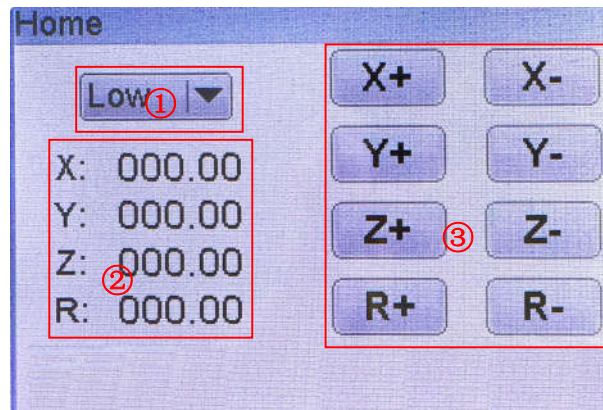 Home
Low ①
X: 000.00
Y: 000.00
Z: 000.00
②
R: 000.00
X+ X-
Y+ Y-
Z+ ③ Z-
R+ R-